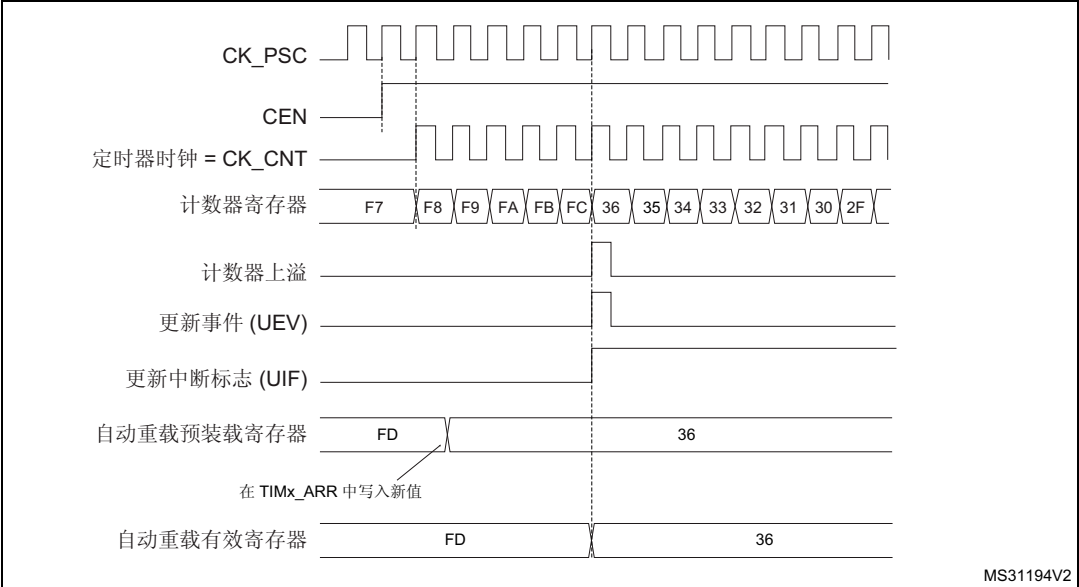 CK_PSC
CEN
定时器时钟 = CK_CNT
计数器寄存器 F7 F8 F9 FA FB FC 36 35 34 33 32 31 30 2F
计数器上溢
更新事件 (UEV)
更新中断标志 (UIF)
自动重载预装载寄存器 FD 36
在 TIMx_ARR 中写入新值
自动重载有效寄存器 FD 36
MS31194V2